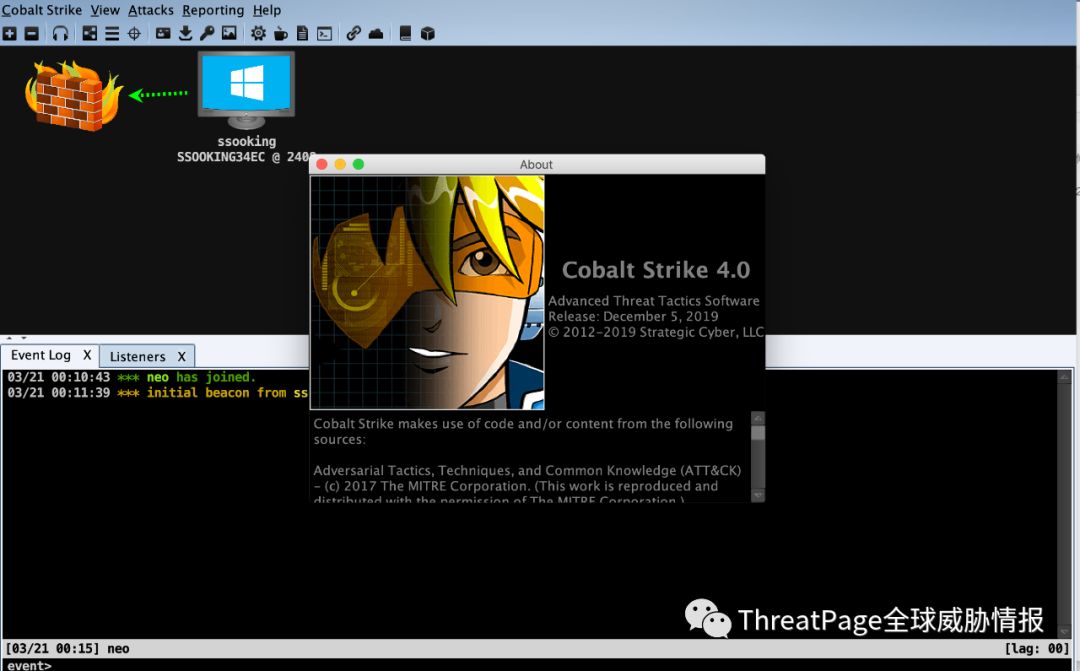 Cobalt Strike View Attacks Reporting Help
ssooking
SSOOKING34EC @ 2408
About
Cobalt Strike 4.0
Advanced Threat Tactics Software
Release: December 5, 2019
© 2012-2019 Strategic Cyber, LLC
Event Log X Listeners X
03/21 00:10:43 *** neo has joined.
03/21 00:11:39 *** initial beacon from ss
Cobalt Strike makes use of code and/or content from the following
sources:
Adversarial Tactics, Techniques, and Common Knowledge (ATT&CK)
- (c) 2017 The MITRE Corporation. (This work is reproduced and
distributed with the permission of The MITRE Corporation.)
ThreatPage全球威胁情报
[03/21 00:15] neo [lag: 00]
event>